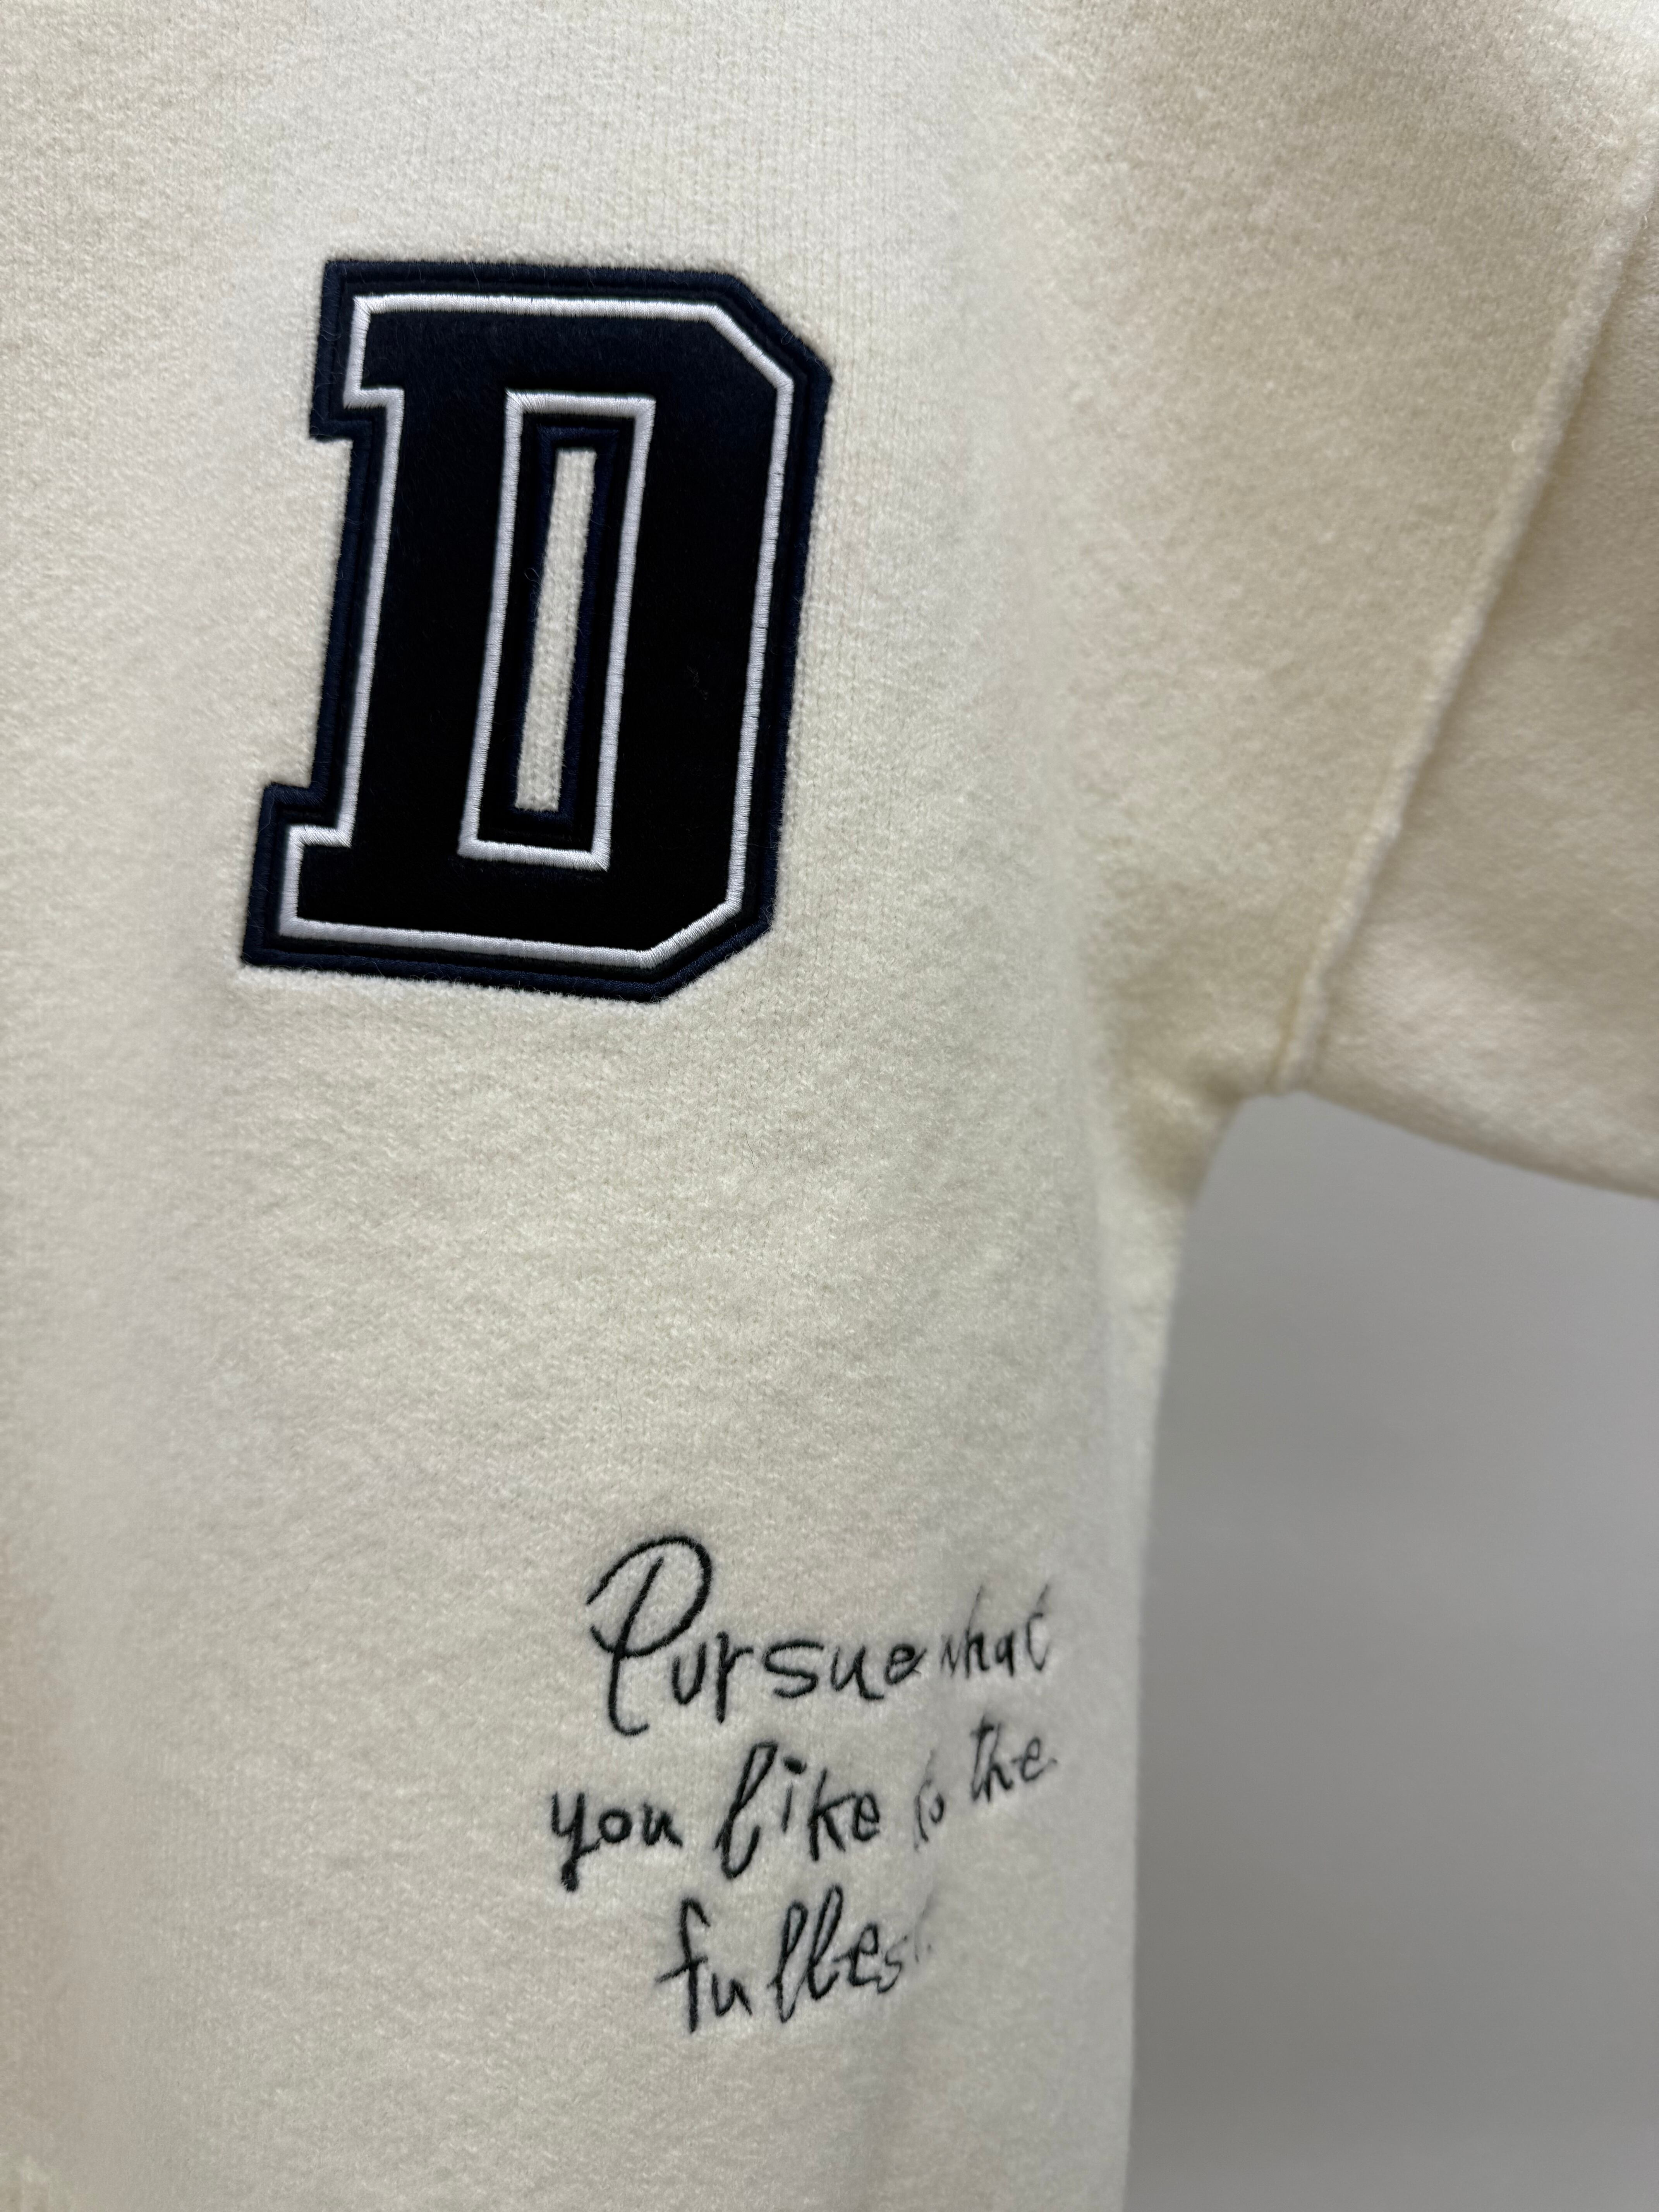 D
Pursue what
you like to the
fullest